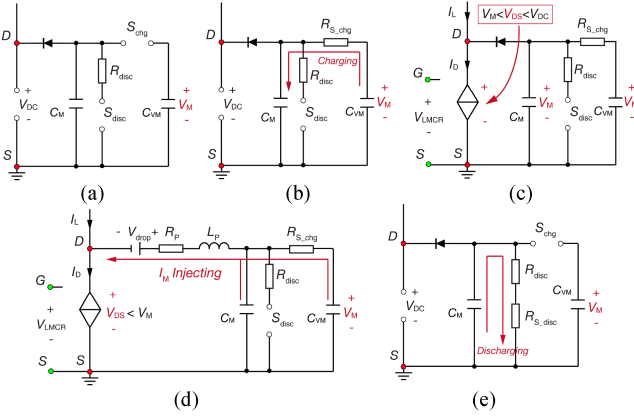 D
S_chg
R_disc
+
V_DC
-
C_M
S_disc
C_VM
+
V_M
-
S
(a)
D
R_S_chg
Charging
R_disc
+
V_DC
-
C_M
S_disc
C_VM
+
V_M
-
S
(b)
I_L
V_M<V_DS<V_DC
D
R_S_chg
I_D
R_disc
G
+
V_LMCR
-
+
-
C_M
+
V_M
-
S_disc
C_VM
+
V_M
-
S
S
(c)
I_L
D
- V_drop +
R_P
L_P
R_S_chg
I_M Injecting
I_D
R_disc
G
+
V_LMCR
-
+
V_DS < V_M
-
C_M
S_disc
C_VM
+
V_M
-
S
S
(d)
D
S_chg
R_disc
+
V_DC
-
C_M
R_S_disc
C_VM
+
V_M
-
Discharging
S
(e)